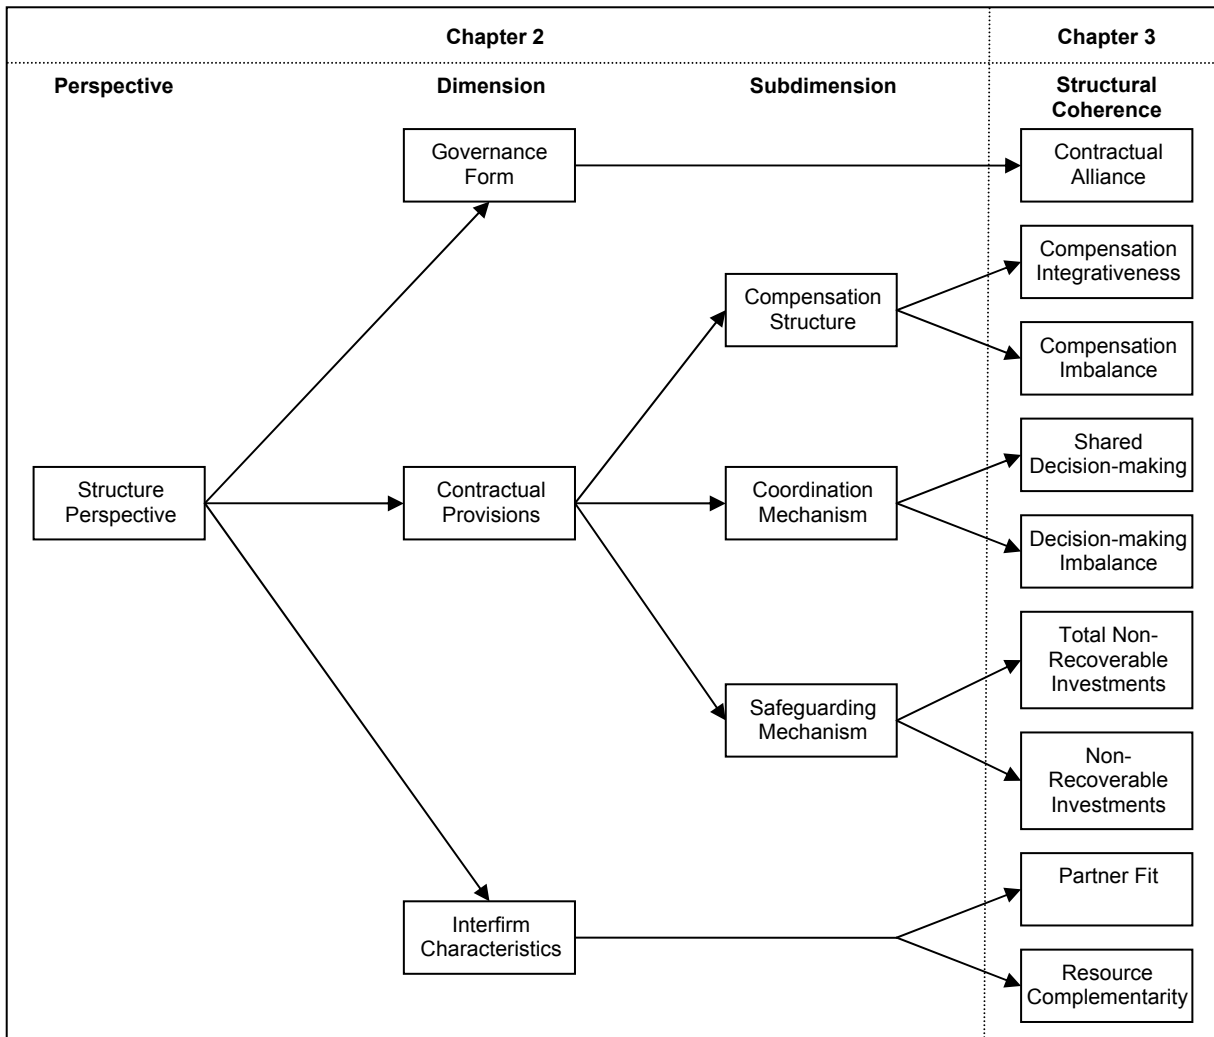 Chapter 2
Chapter 3
Perspective
Dimension
Subdimension
Structural
Coherence
Governance
Form
Contractual
Alliance
Compensation
Integrativeness
Compensation
Structure
Compensation
Imbalance
Shared
Decision-making
Structure
Perspective
Contractual
Provisions
Coordination
Mechanism
Decision-making
Imbalance
Total Non-
Recoverable
Investments
Safeguarding
Mechanism
Non-
Recoverable
Investments
Partner Fit
Interfirm
Characteristics
Resource
Complementarity